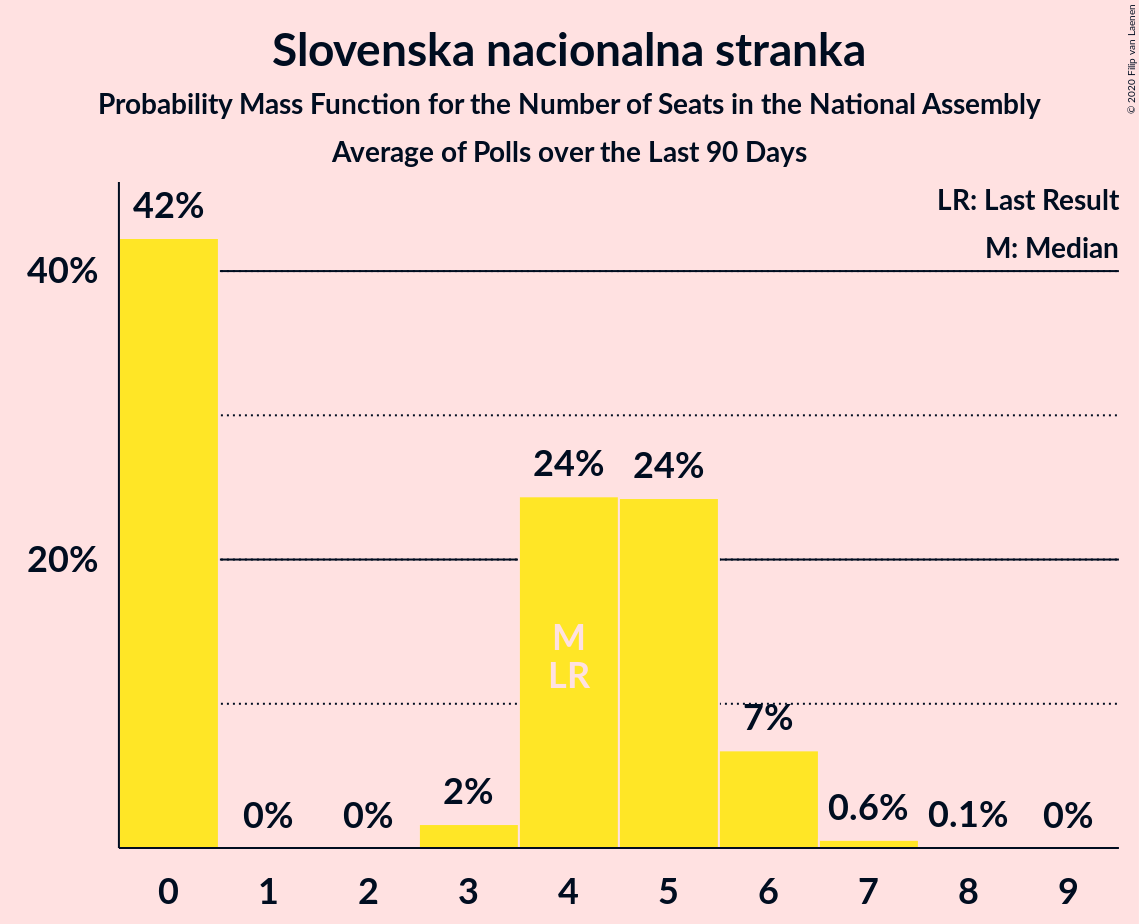 Slovenska nacionalna stranka
Probability Mass Function for the Number of Seats in the National Assembly
Average of Polls over the Last 90 Days
© 2020 Filip van Laenen
LR: Last Result
M: Median
42%
40%
24%
24%
20%
M
LR
7%
2%
0%
0%
0.6%
0.1%
0%
0 1 2 3 4 5 6 7 8 9